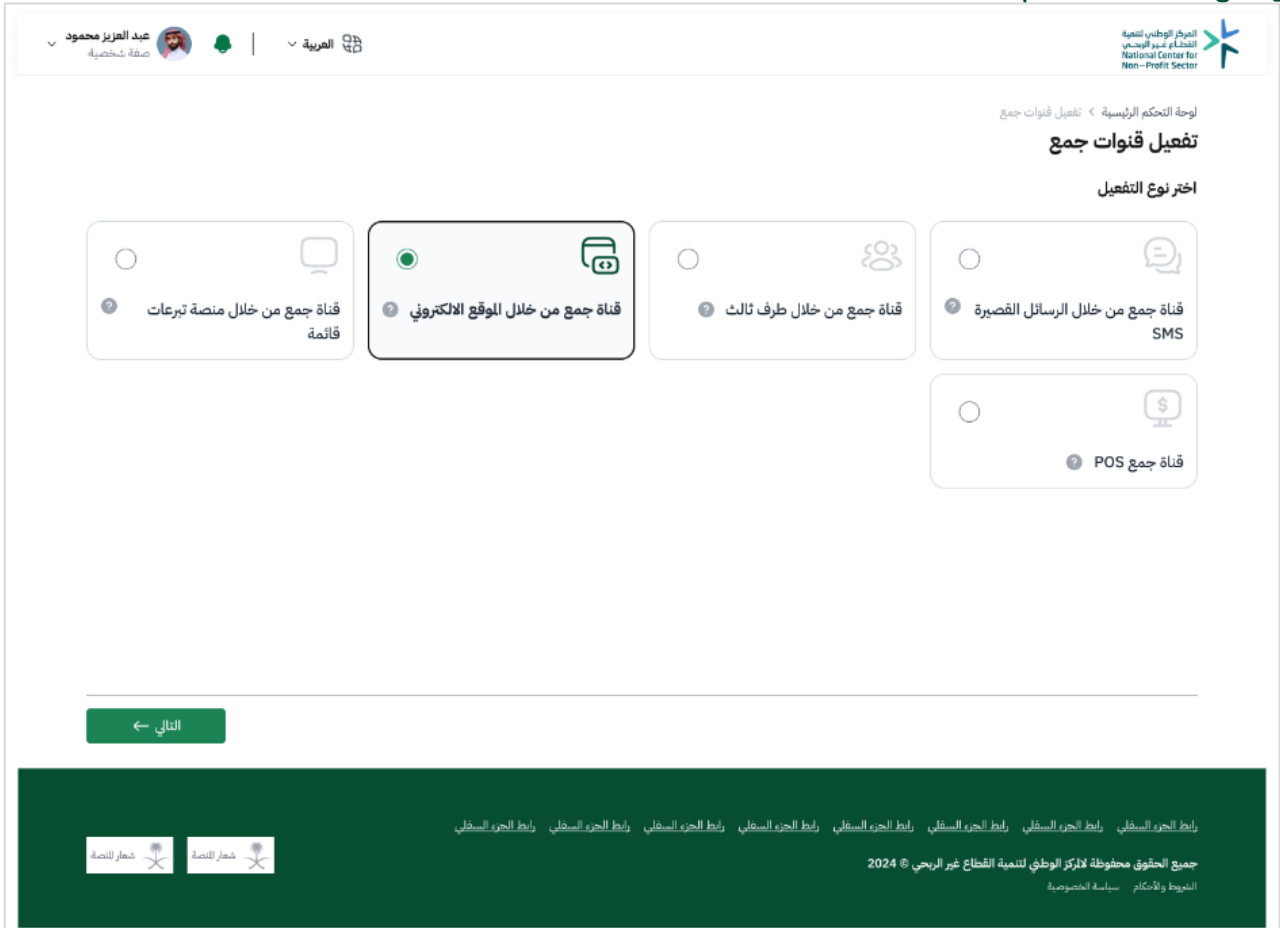 المركز الوطني لتنمية
القطاع غير الربحي
National Center for
Non-Profit Sector
العربية
عبد العزيز محمود
صفة شخصية
لوحة التحكم الرئيسية > تفعيل قنوات جمع
تفعيل قنوات جمع
اختر نوع التفعيل
قناة جمع من خلال الرسائل القصيرة
SMS
قناة جمع من خلال طرف ثالث
قناة جمع من خلال الموقع الالكتروني
قناة جمع من خلال منصة تبرعات
قائمة
قناة جمع POS
التالي ←
رابط الجزء السفلي رابط الجزء السفلي رابط الجزء السفلي رابط الجزء السفلي رابط الجزء السفلي رابط الجزء السفلي رابط الجزء السفلي رابط الجزء السفلي
جميع الحقوق محفوظة لالركز الوطني لتنمية القطاع غير الربحي © 2024
الشروط والأحكام سياسة الخصوصية
شعار المنصة
شعار المنصة